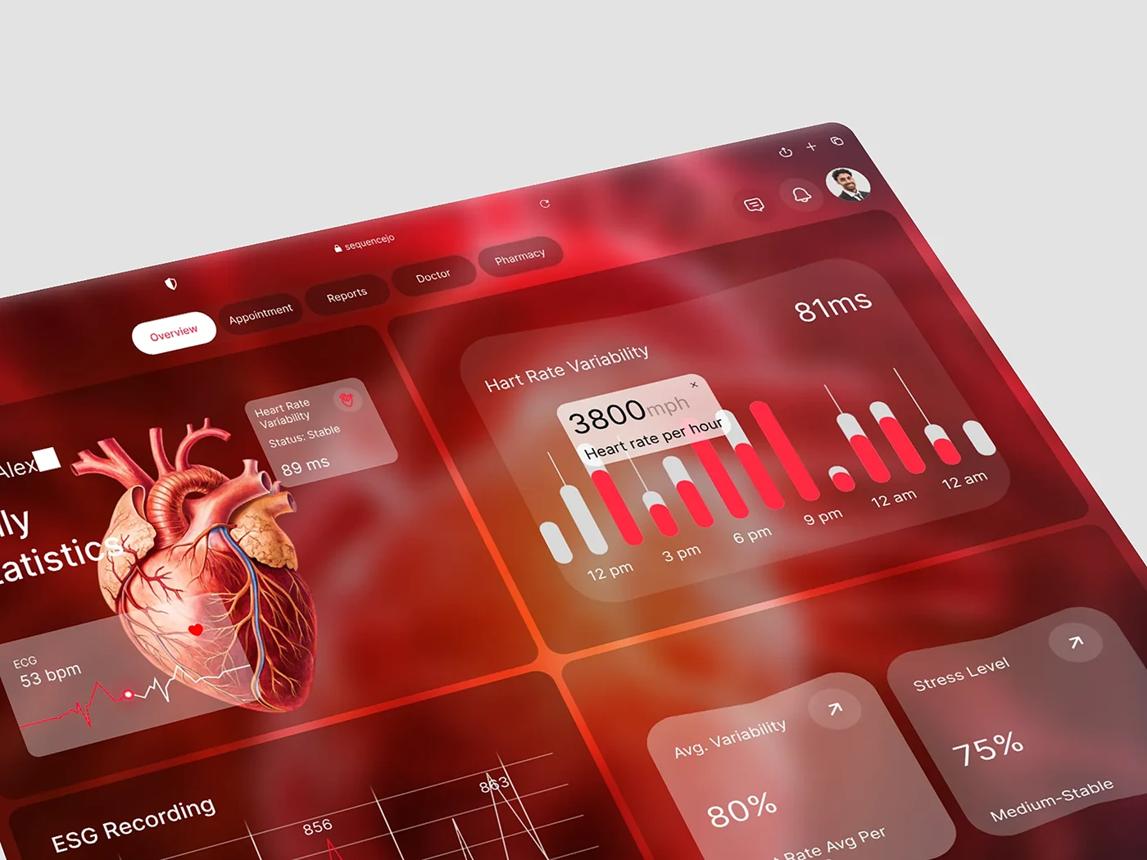 sequencejo
Overview
Appointment
Reports
Doctor
Pharmacy
Alex
tatistics
Heart Rate
Variability
Status: Stable
89 ms
ECG
53 bpm
Hart Rate Variability
81ms
3800mph
Heart rate per hour
12 pm
3 pm
6 pm
9 pm
12 am
12 am
ESG Recording
856
863
Avg. Variability
80%
Rate Avg Per
Stress Level
75%
Medium-Stable